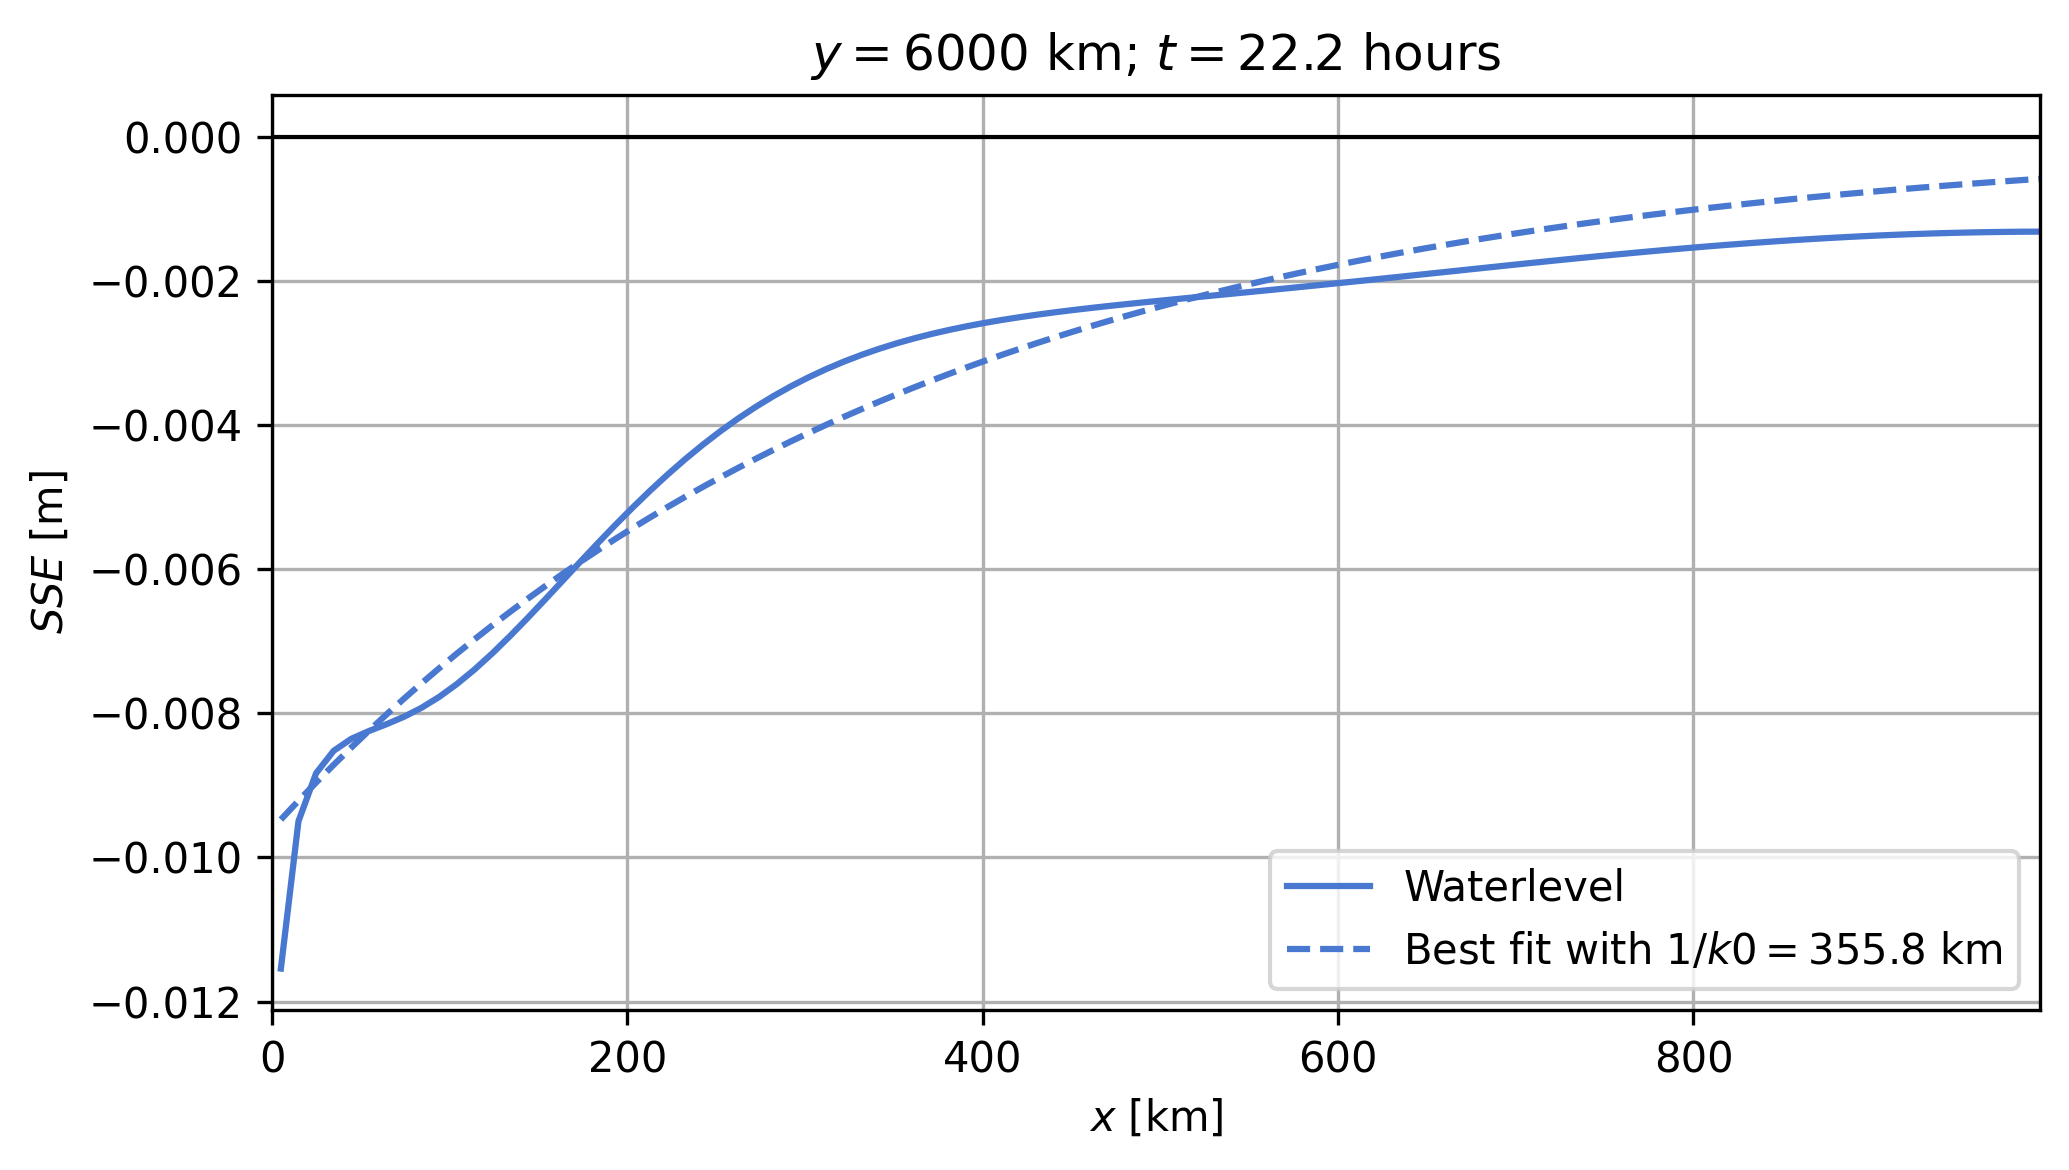 y = 6000 km; t = 22.2 hours
SSE [m]
0.000
−0.002
−0.004
−0.006
−0.008
−0.010
−0.012
Waterlevel
Best fit with 1/k0 = 355.8 km
0 200 400 600 800
x [km]